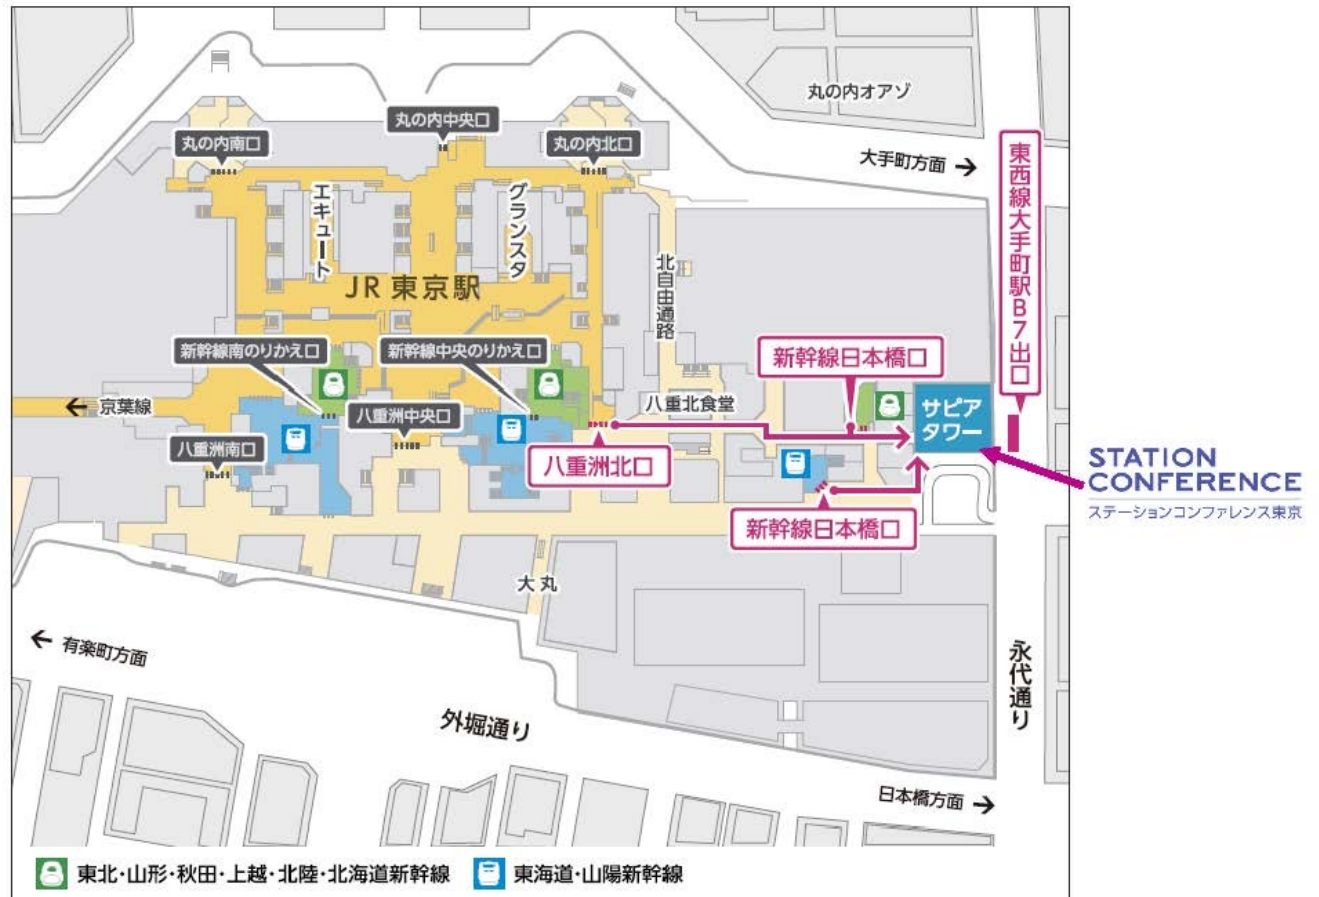 丸の内オアゾ
丸の内中央口
丸の内南口
丸の内北口
大手町方面 →
東西線大手町駅B7出口
エキュート
グランスタ
JR 東京駅
北自由通路
新幹線南のりかえ口
新幹線中央のりかえ口
新幹線日本橋口
← 京葉線
八重洲中央口
八重北食堂
サピア
タワー
八重洲南口
八重洲北口
STATION
CONFERENCE
ステーションコンファレンス東京
新幹線日本橋口
大丸
← 有楽町方面
永代通り
外堀通り
日本橋方面 →
東北・山形・秋田・上越・北陸・北海道新幹線
東海道・山陽新幹線